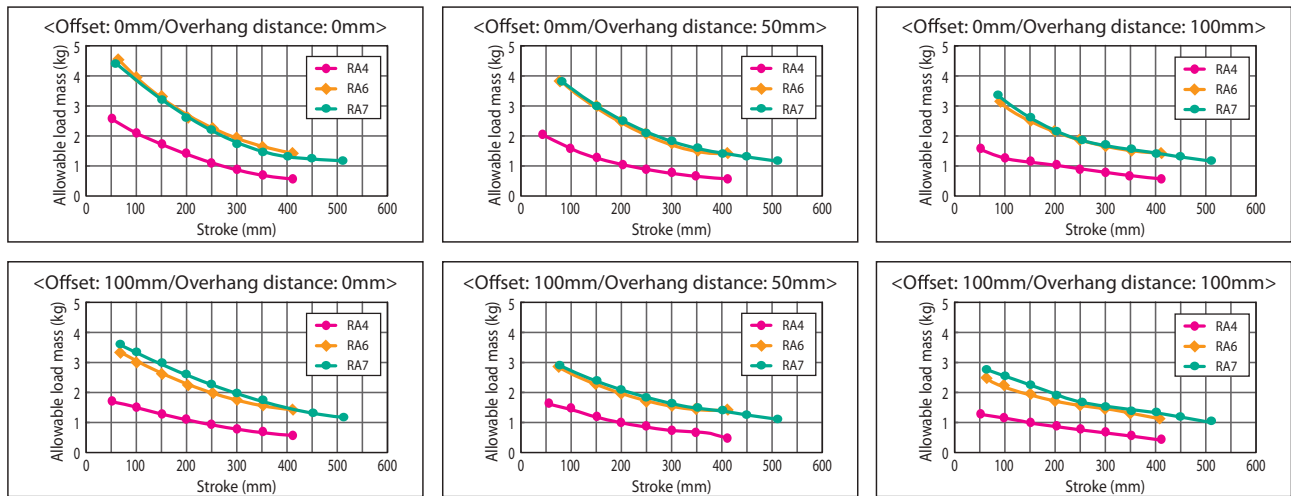 <Offset: 0mm/Overhang distance: 0mm>
Allowable load mass (kg)
5
4
3
2
1
0
RA4
RA6
RA7
0 100 200 300 400 500 600
Stroke (mm)
<Offset: 0mm/Overhang distance: 50mm>
Allowable load mass (kg)
5
4
3
2
1
0
RA4
RA6
RA7
0 100 200 300 400 500 600
Stroke (mm)
<Offset: 0mm/Overhang distance: 100mm>
Allowable load mass (kg)
5
4
3
2
1
0
RA4
RA6
RA7
0 100 200 300 400 500 600
Stroke (mm)
<Offset: 100mm/Overhang distance: 0mm>
Allowable load mass (kg)
5
4
3
2
1
0
RA4
RA6
RA7
0 100 200 300 400 500 600
Stroke (mm)
<Offset: 100mm/Overhang distance: 50mm>
Allowable load mass (kg)
5
4
3
2
1
0
RA4
RA6
RA7
0 100 200 300 400 500 600
Stroke (mm)
<Offset: 100mm/Overhang distance: 100mm>
Allowable load mass (kg)
5
4
3
2
1
0
RA4
RA6
RA7
0 100 200 300 400 500 600
Stroke (mm)